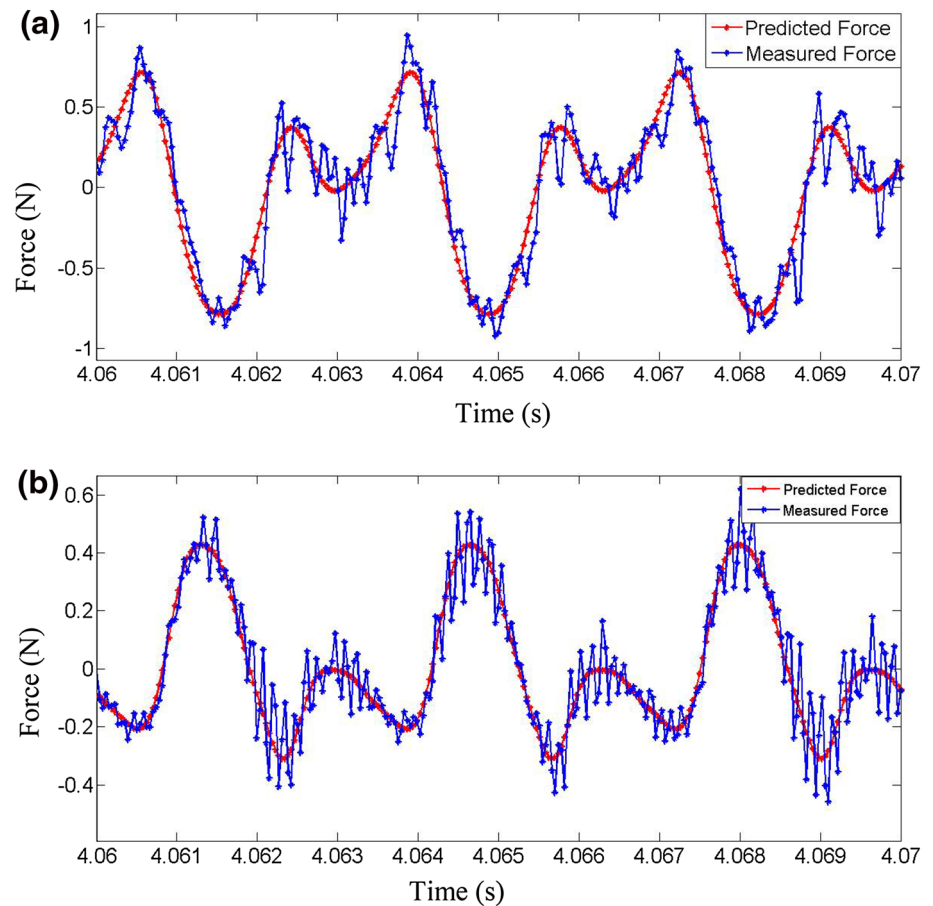 (a)
Predicted Force
Measured Force
1
0.5
0
-0.5
-1
Force (N)
4.06 4.061 4.062 4.063 4.064 4.065 4.066 4.067 4.068 4.069 4.07
Time (s)
(b)
Predicted Force
Measured Force
0.6
0.4
0.2
0
-0.2
-0.4
Force (N)
4.06 4.061 4.062 4.063 4.064 4.065 4.066 4.067 4.068 4.069 4.07
Time (s)